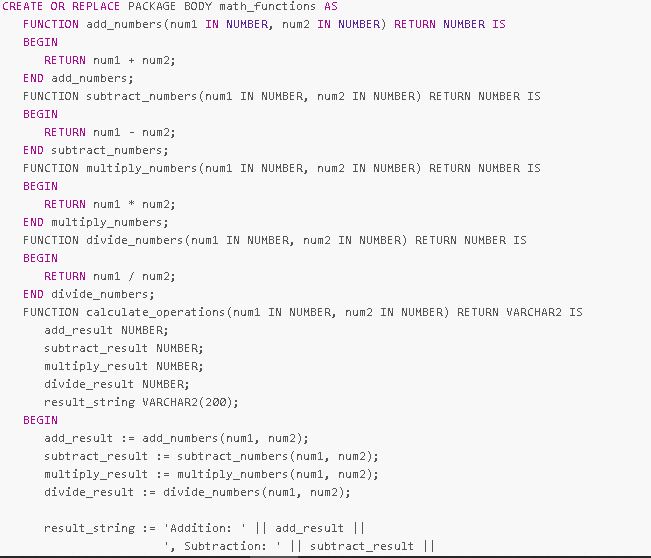 CREATE OR REPLACE PACKAGE BODY math_functions AS
FUNCTION add_numbers(num1 IN NUMBER, num2 IN NUMBER) RETURN NUMBER IS
BEGIN
RETURN num1 + num2;
END add_numbers;
FUNCTION subtract_numbers(num1 IN NUMBER, num2 IN NUMBER) RETURN NUMBER IS
BEGIN
RETURN num1 - num2;
END subtract_numbers;
FUNCTION multiply_numbers(num1 IN NUMBER, num2 IN NUMBER) RETURN NUMBER IS
BEGIN
RETURN num1 * num2;
END multiply_numbers;
FUNCTION divide_numbers(num1 IN NUMBER, num2 IN NUMBER) RETURN NUMBER IS
BEGIN
RETURN num1 / num2;
END divide_numbers;
FUNCTION calculate_operations(num1 IN NUMBER, num2 IN NUMBER) RETURN VARCHAR2 IS
add_result NUMBER;
subtract_result NUMBER;
multiply_result NUMBER;
divide_result NUMBER;
result_string VARCHAR2(200);
BEGIN
add_result := add_numbers(num1, num2);
subtract_result := subtract_numbers(num1, num2);
multiply_result := multiply_numbers(num1, num2);
divide_result := divide_numbers(num1, num2);
result_string := 'Addition: ' || add_result ||
', Subtraction: ' || subtract_result ||